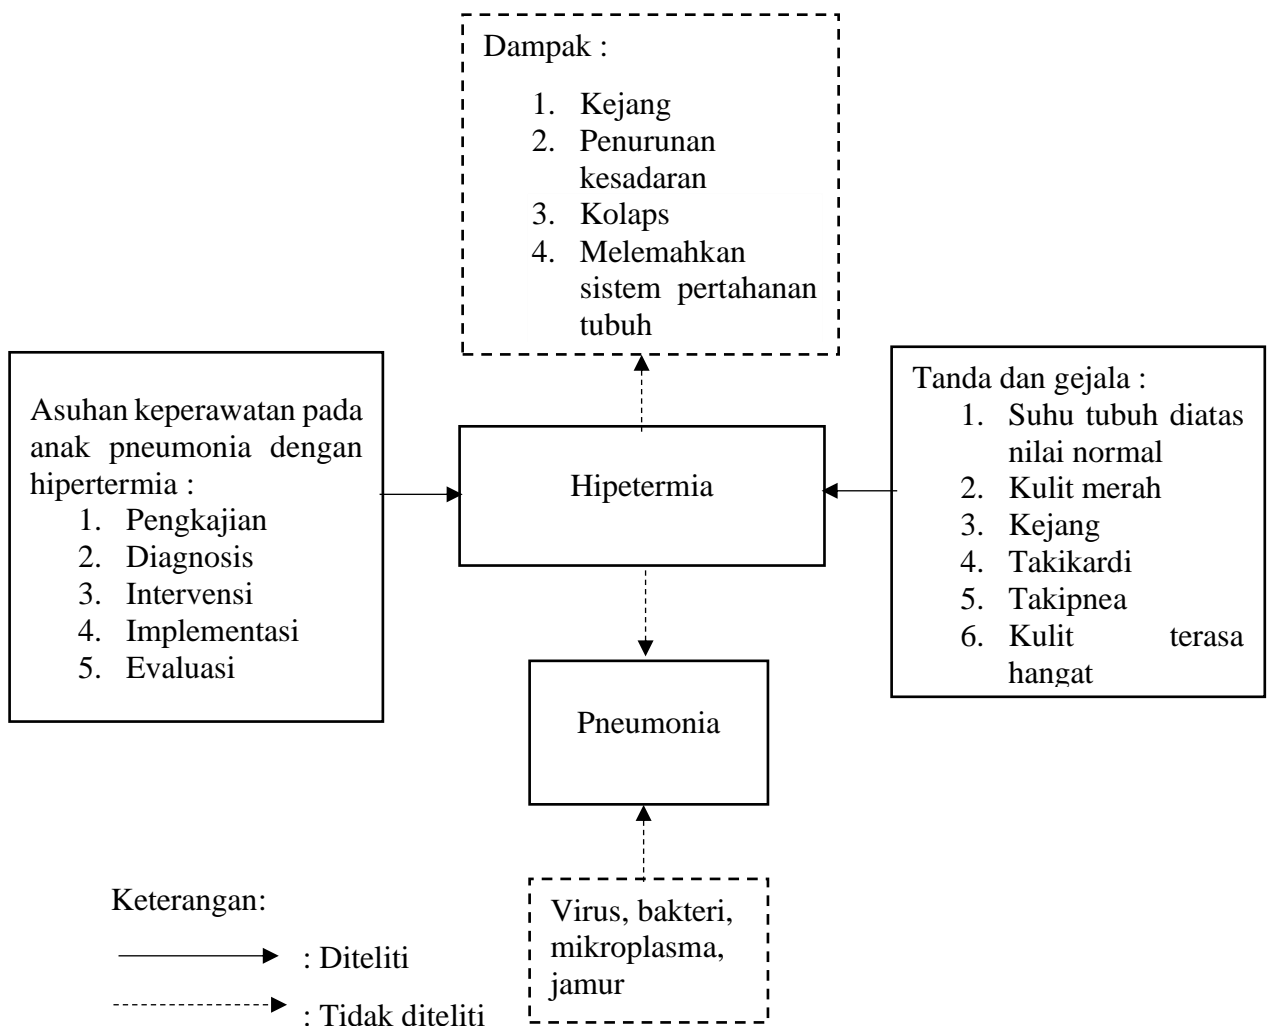 Dampak :
1. Kejang
2. Penurunan
kesadaran
3. Kolaps
4. Melemahkan
sistem pertahanan
tubuh
Asuhan keperawatan pada
anak pneumonia dengan
hipertermia :
1. Pengkajian
2. Diagnosis
3. Intervensi
4. Implementasi
5. Evaluasi
Hipetermia
Tanda dan gejala :
1. Suhu tubuh diatas
nilai normal
2. Kulit merah
3. Kejang
4. Takikardi
5. Takipnea
6. Kulit terasa
hangat
Pneumonia
Virus, bakteri,
mikroplasma,
jamur
Keterangan:
: Diteliti
: Tidak diteliti